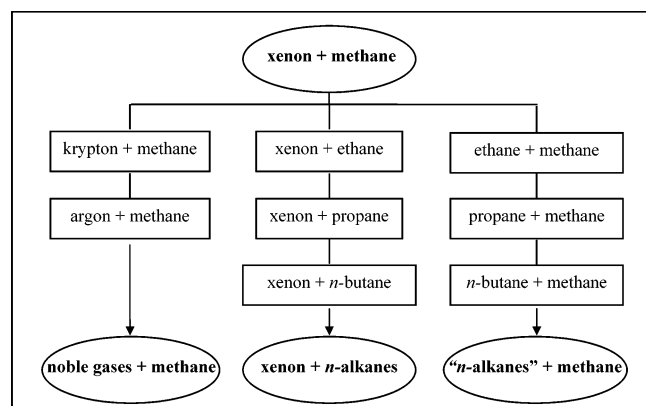 xenon + methane
krypton + methane
xenon + ethane
ethane + methane
argon + methane
xenon + propane
propane + methane
xenon + n-butane
n-butane + methane
noble gases + methane
xenon + n-alkanes
“n-alkanes” + methane